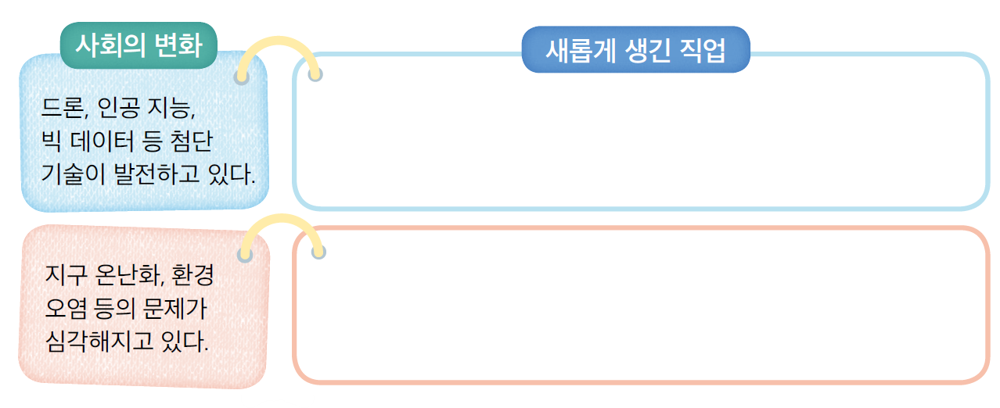 사회의 변화
새롭게 생긴 직업
드론, 인공 지능,
빅 데이터 등 첨단
기술이 발전하고 있다.
지구 온난화, 환경
오염 등의 문제가
심각해지고 있다.